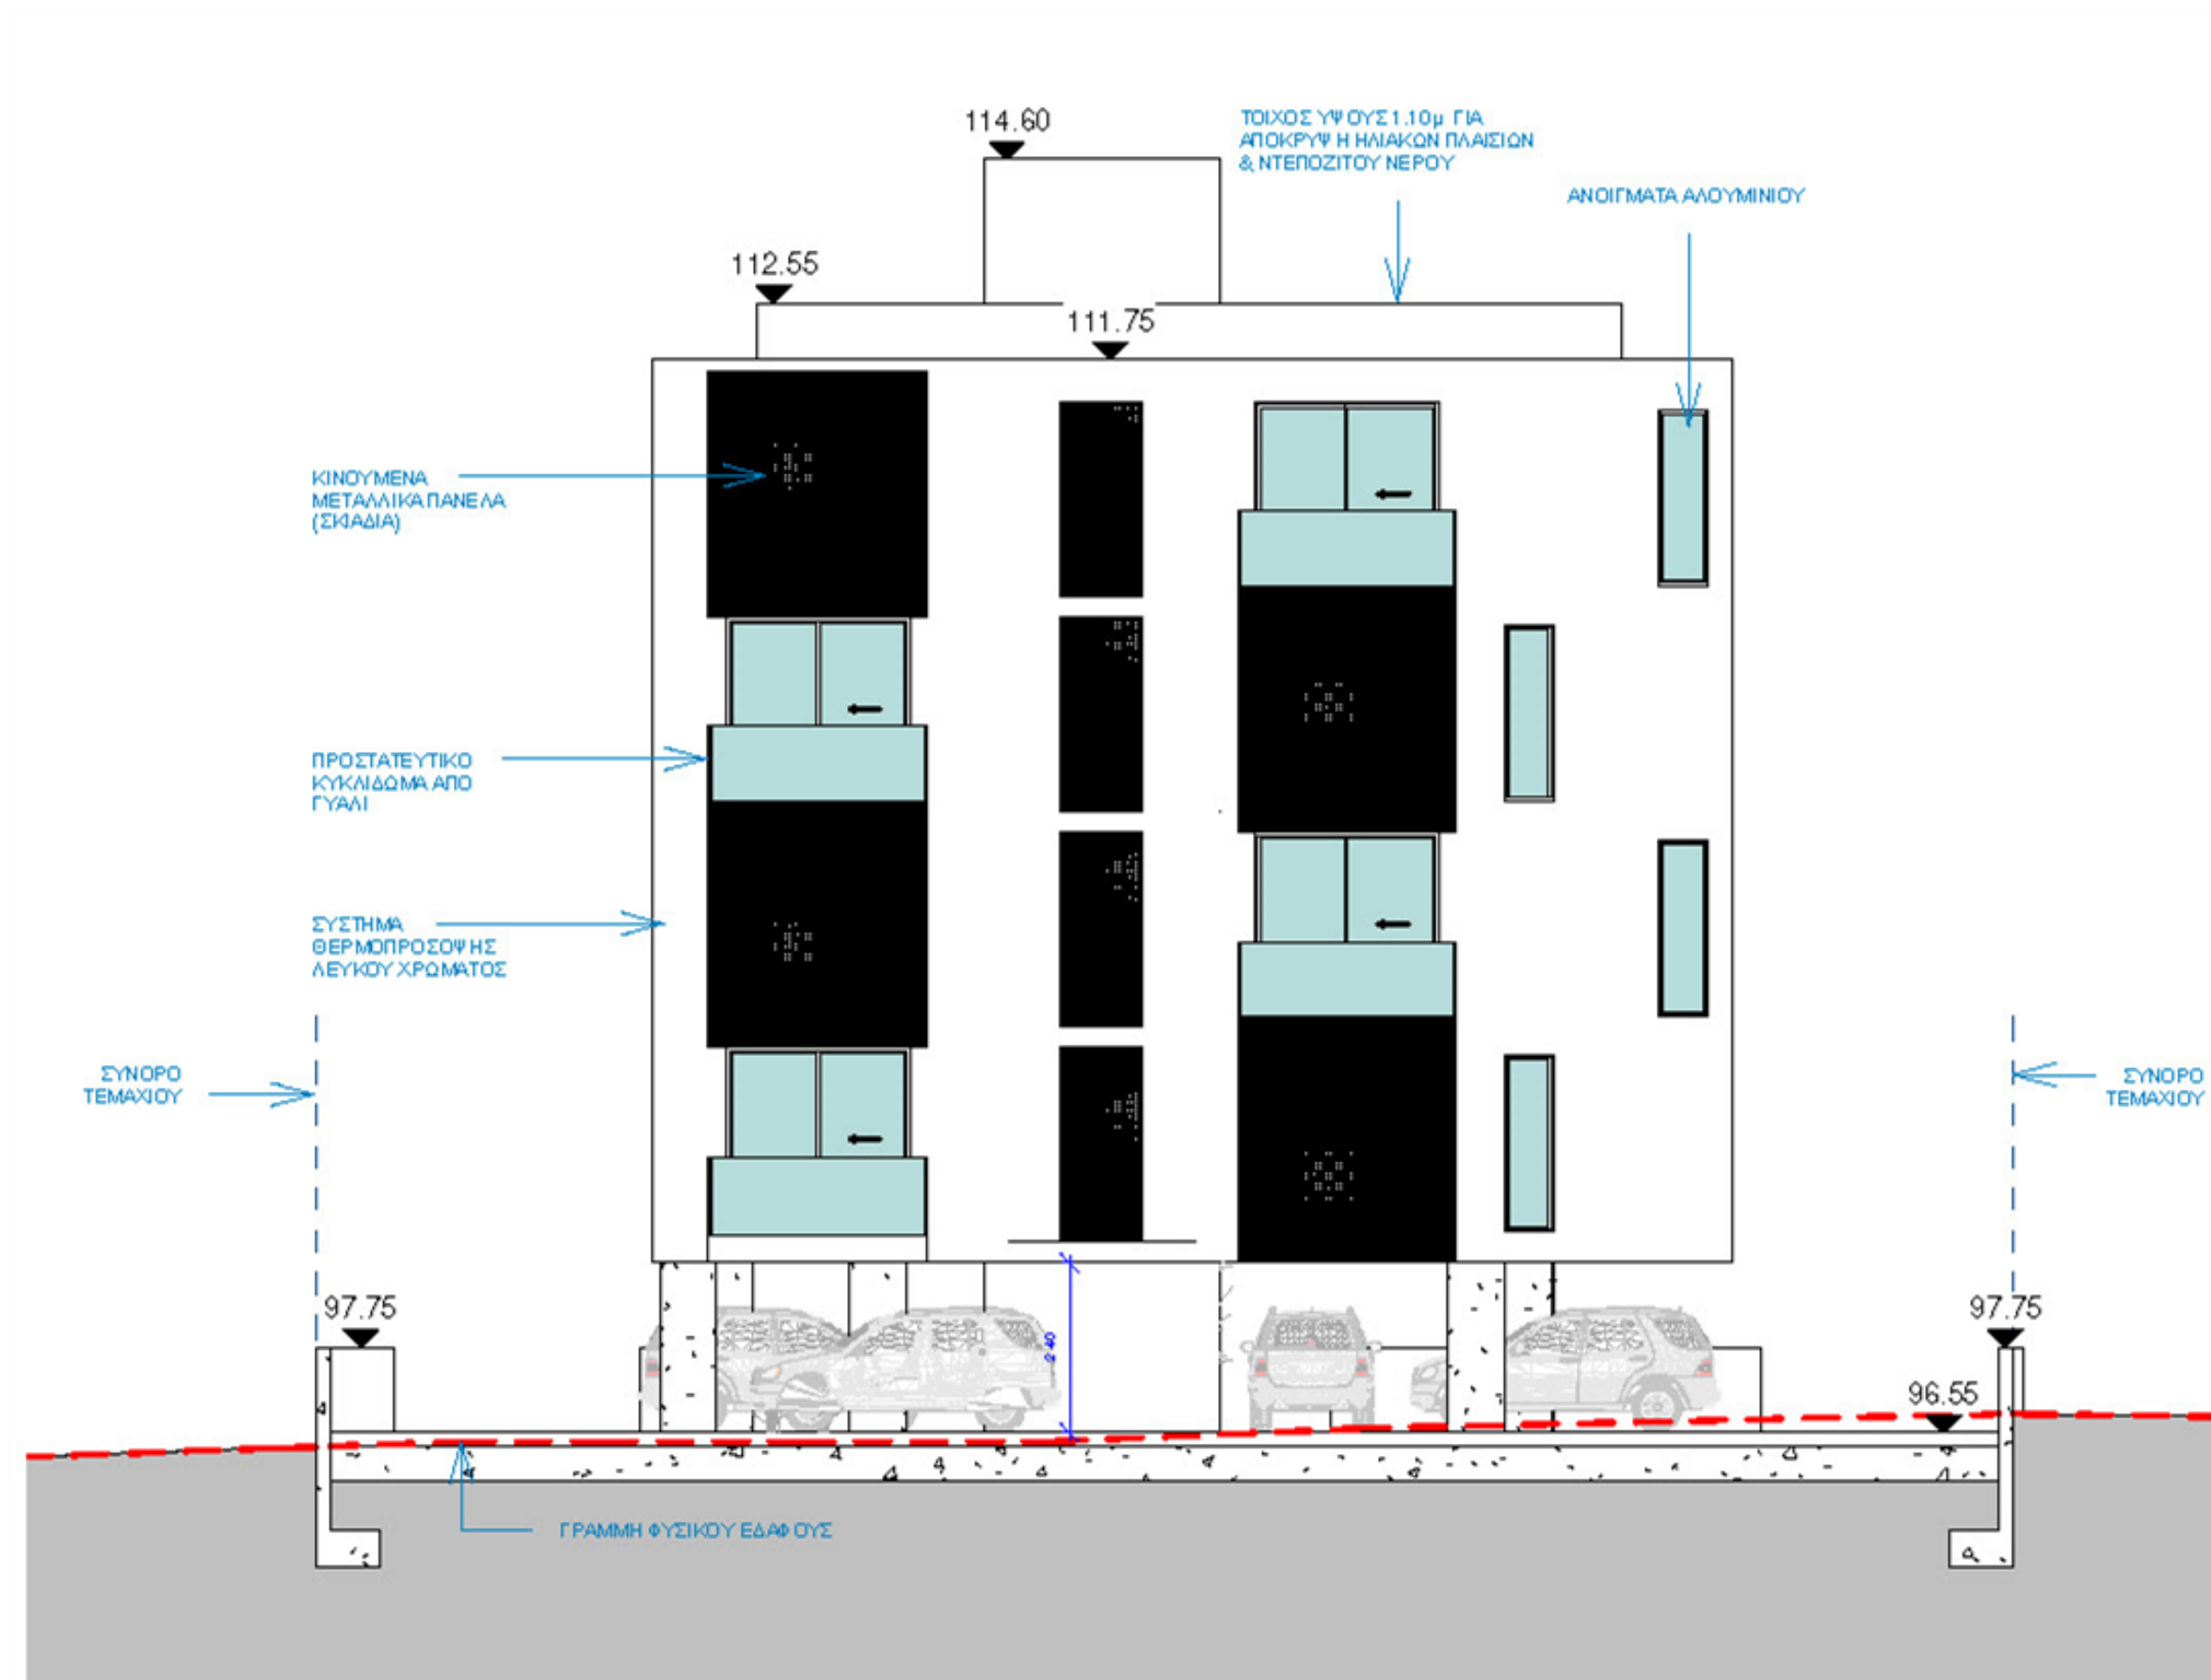 114.60
ΤΟΙΧΟΣ ΥΨΟΥΣ 1.10μ ΓΙΑ
ΑΠΟΚΡΥΨΗ ΗΛΙΑΚΩΝ ΠΛΑΙΣΙΩΝ
& ΝΤΕΠΟΖΙΤΟΥ ΝΕΡΟΥ
ΑΝΟΙΓΜΑΤΑ ΑΛΟΥΜΙΝΙΟΥ
112.55
111.75
ΚΙΝΟΥΜΕΝΑ
ΜΕΤΑΛΛΙΚΑ ΠΑΝΕΛΑ
(ΣΚΙΑΔΙΑ)
ΠΡΟΣΤΑΤΕΥΤΙΚΟ
ΚΥΚΛΙΔΩΜΑ ΑΠΟ
ΓΥΑΛΙ
ΣΥΣΤΗΜΑ
ΘΕΡΜΟΠΡΟΣΟΨΗΣ
ΛΕΥΚΟΥ ΧΡΩΜΑΤΟΣ
ΣΥΝΟΡΟ
ΤΕΜΑΧΙΟΥ
ΣΥΝΟΡΟ
ΤΕΜΑΧΙΟΥ
97.75
97.75
2.40
96.55
ΓΡΑΜΜΗ ΦΥΣΙΚΟΥ ΕΔΑΦΟΥΣ